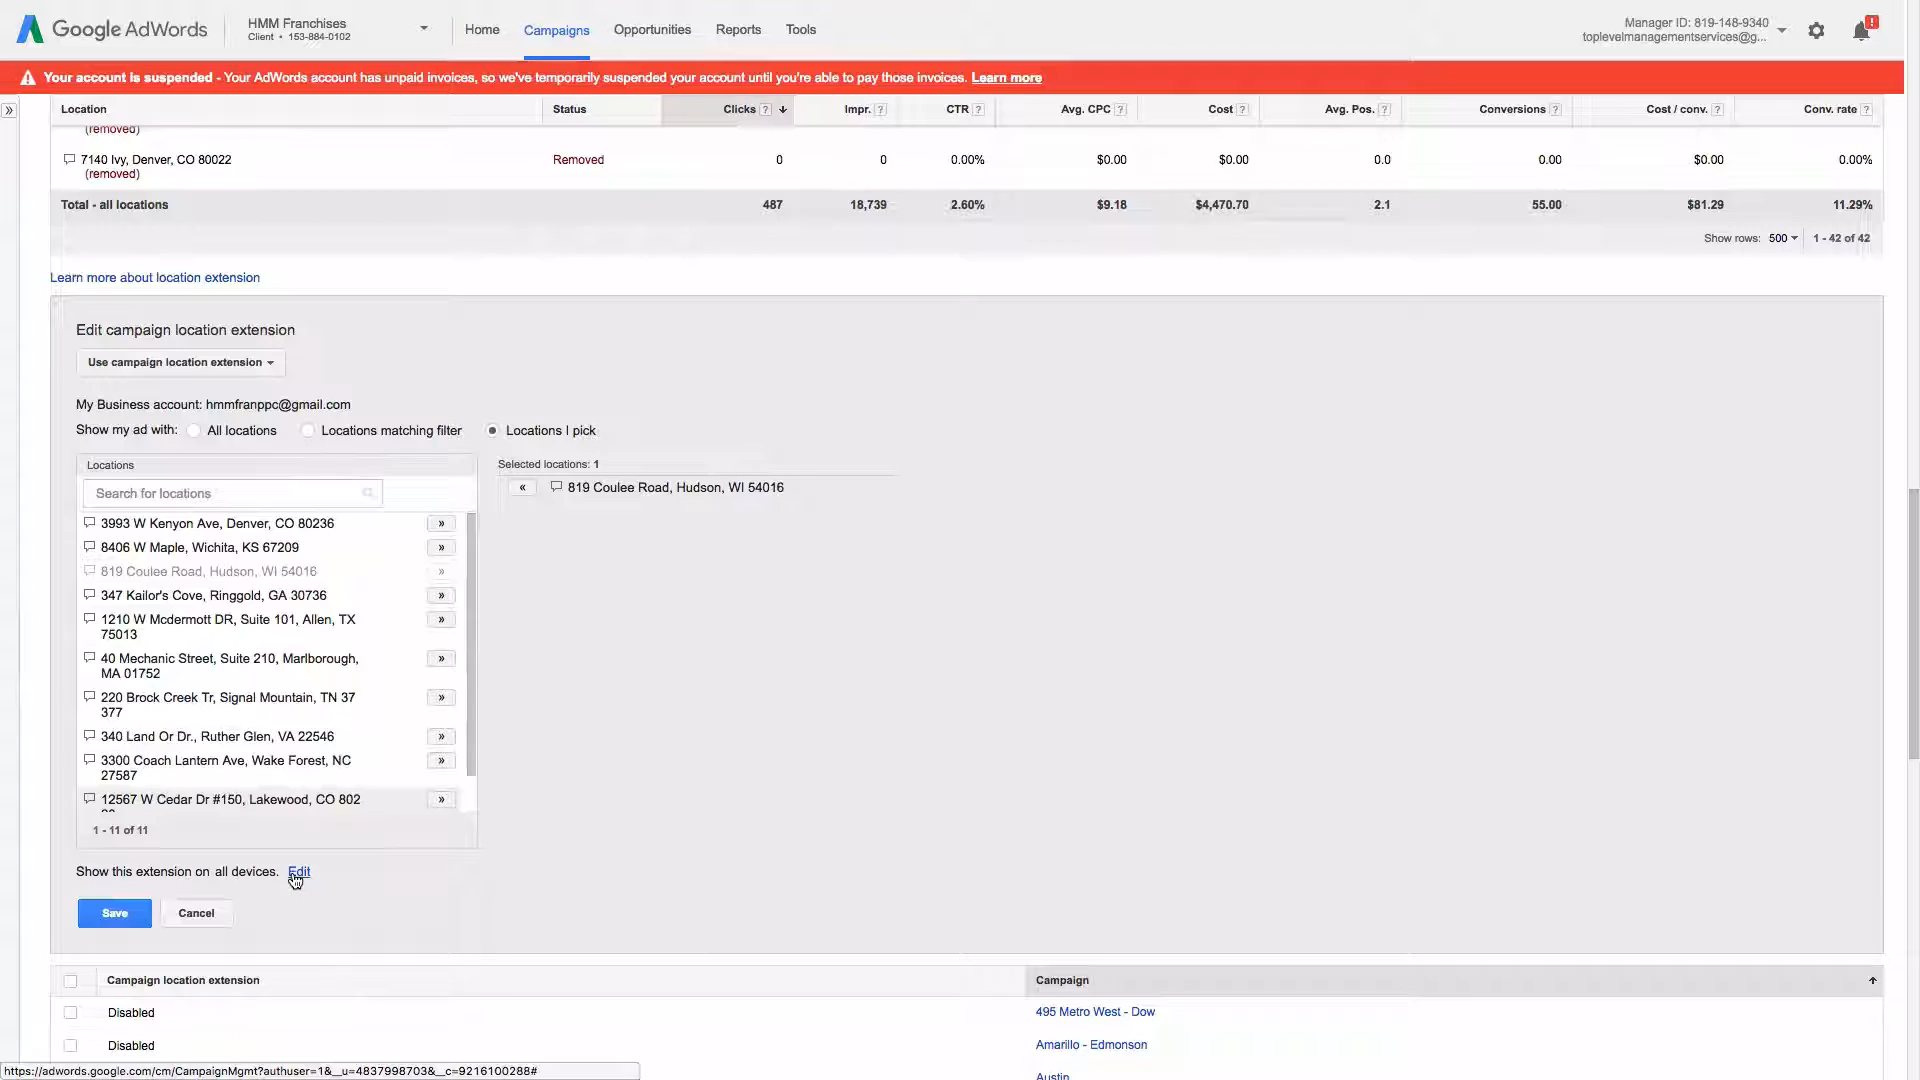 Google AdWords
HMM Franchises
Client • 153-884-0102
Home
Campaigns
Opportunities
Reports
Tools
Manager ID: 819-148-9340
toplevelmanagementservices@g...
!
Your account is suspended - Your AdWords account has unpaid invoices, so we've temporarily suspended your account until you're able to pay those invoices. Learn more
»
Location Status Clicks ? Impr. ? CTR ? Avg. CPC ? Cost ? Avg. Pos. ? Conversions ? Cost / conv. ? Conv. rate ?
(removed)
7140 Ivy, Denver, CO 80022 Removed 0 0 0.00% $0.00 $0.00 0.0 0.00 $0.00 0.00%
(removed)
Total - all locations 487 18,739 2.60% $9.18 $4,470.70 2.1 55.00 $81.29 11.29%
Show rows: 500 1 - 42 of 42
Learn more about location extension
Edit campaign location extension
Use campaign location extension
My Business account: hmmfranppc@gmail.com
Show my ad with: All locations Locations matching filter Locations I pick
Locations
Search for locations
3993 W Kenyon Ave, Denver, CO 80236 »
8406 W Maple, Wichita, KS 67209 »
819 Coulee Road, Hudson, WI 54016 »
347 Kailor's Cove, Ringgold, GA 30736 »
1210 W Mcdermott DR, Suite 101, Allen, TX »
75013
40 Mechanic Street, Suite 210, Marlborough, »
MA 01752
220 Brock Creek Tr, Signal Mountain, TN 37 »
377
340 Land Or Dr., Ruther Glen, VA 22546 »
3300 Coach Lantern Ave, Wake Forest, NC »
27587
12567 W Cedar Dr #150, Lakewood, CO 802 »
1 - 11 of 11
Selected locations: 1
« 819 Coulee Road, Hudson, WI 54016
Show this extension on all devices. Edit
Save
Cancel
Campaign location extension Campaign
Disabled 495 Metro West - Dow
Disabled Amarillo - Edmonson
Austin
https://adwords.google.com/cm/CampaignMgmt?authuser=1&__u=4837998703&__c=9216100288#